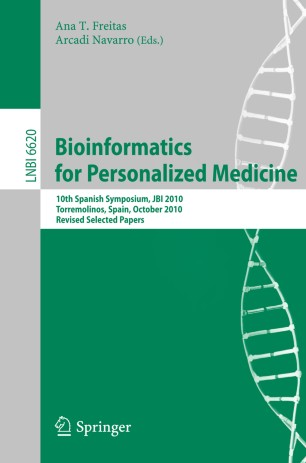 Ana T. Freitas
Arcadi Navarro (Eds.)
LNBI 6620
Bioinformatics
for Personalized Medicine
10th Spanish Symposium, JBI 2010
Torremolinos, Spain, October 2010
Revised Selected Papers
Springer